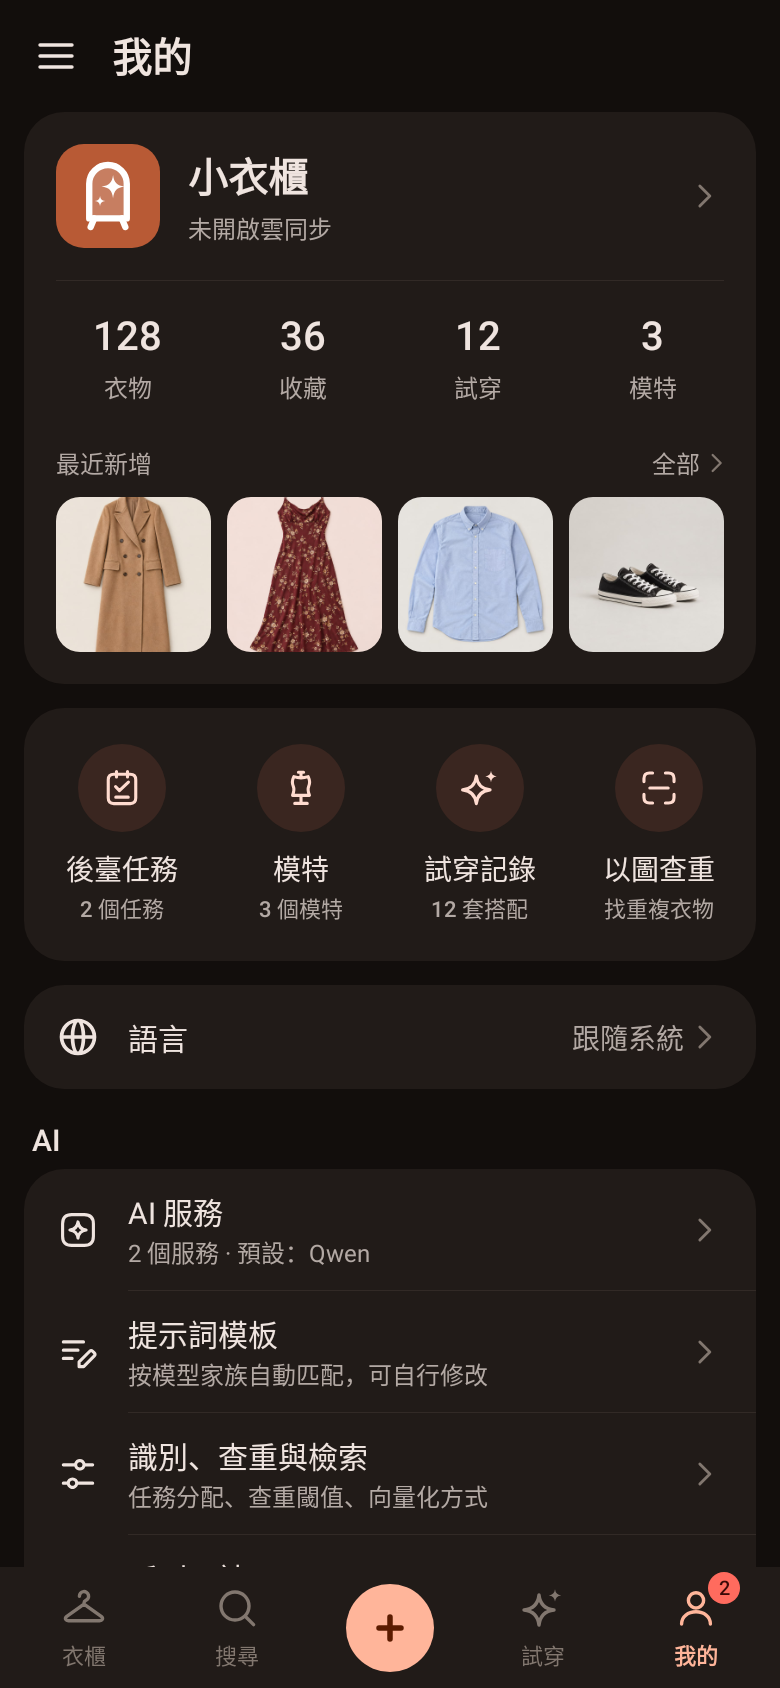 我的
小衣櫃
未開啟雲同步
128 36 12 3
衣物 收藏 試穿 模特
最近新增 全部
後臺任務 模特 試穿記錄 以圖查重
2 個任務 3 個模特 12 套搭配 找重複衣物
語言 跟隨系統
AI
AI 服務
2 個服務 · 預設：Qwen
提示詞模板
按模型家族自動匹配，可自行修改
識別、查重與檢索
任務分配、查重閾值、向量化方式
2
衣櫃 搜尋 試穿 我的